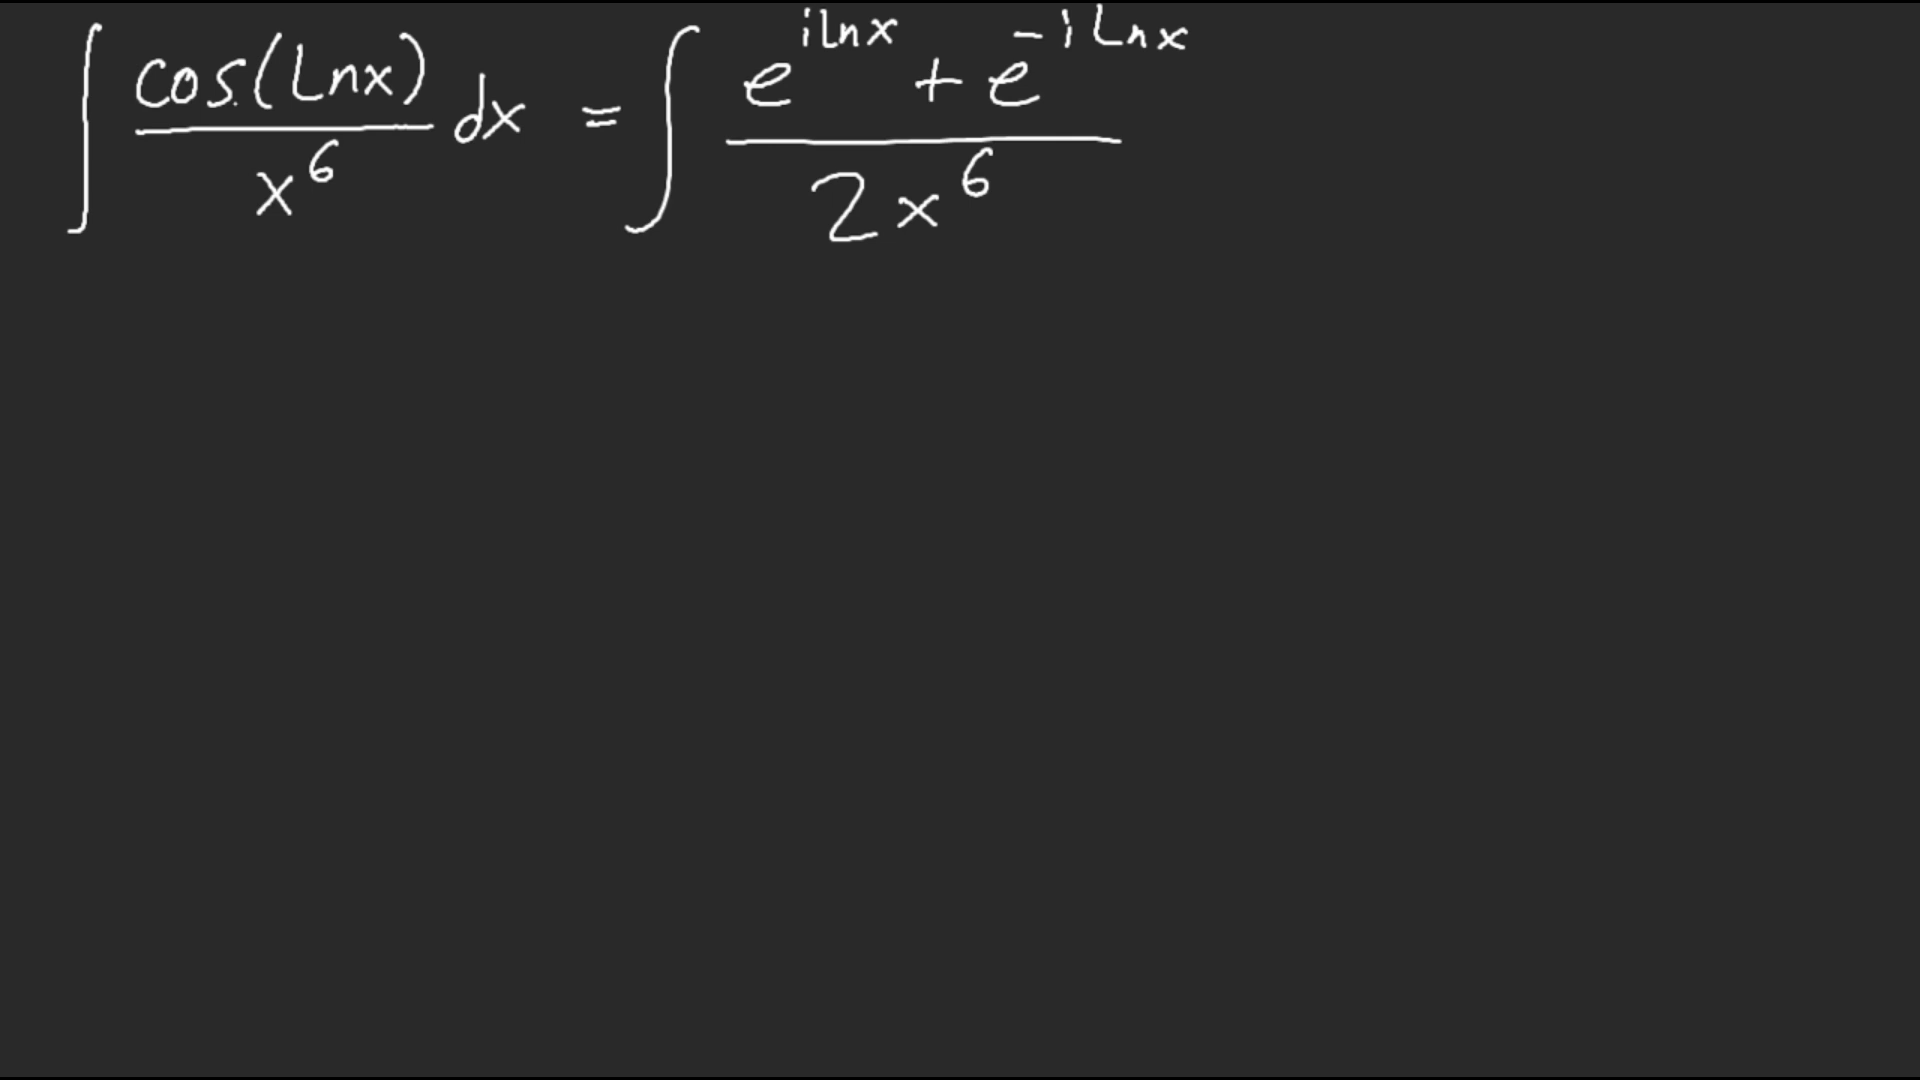 ∫ cos(Lnx)/x^6 dx = ∫ (e^{ilnx} + e^{-iLnx})/2x^6